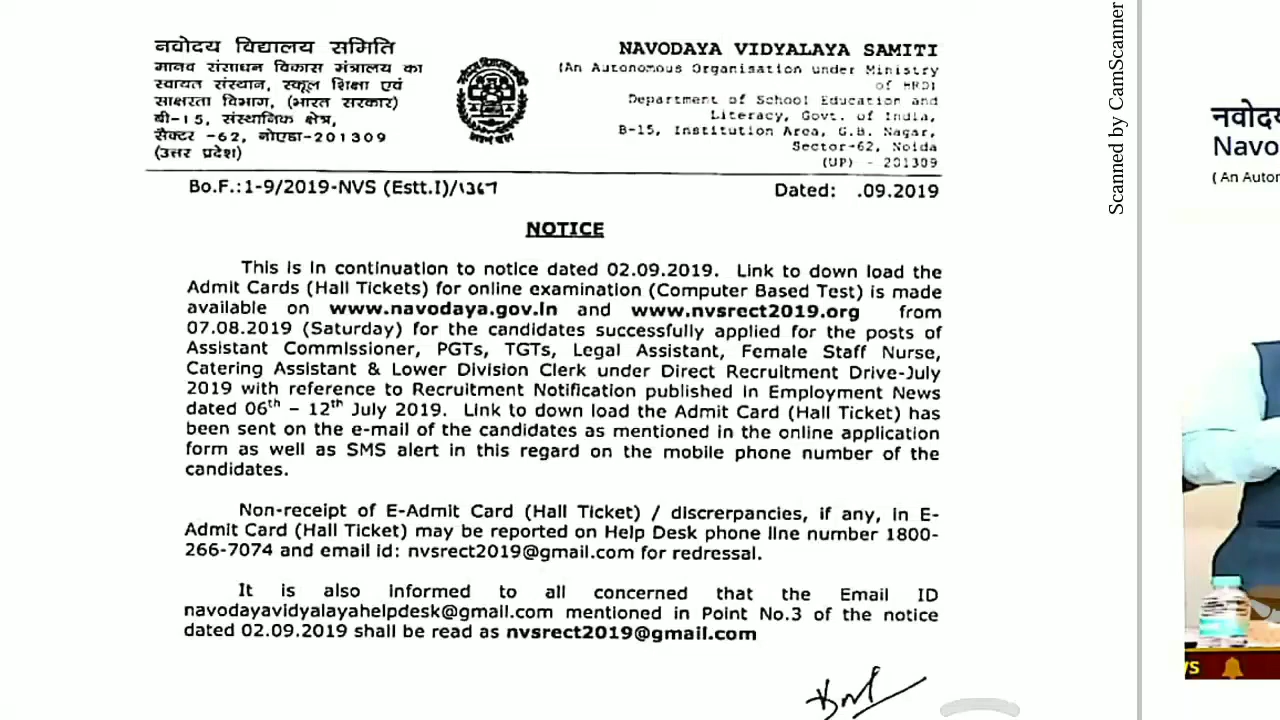 नवोदय विद्यालय समिति
मानव संसाधन विकास मंत्रालय का
स्वायत संस्थान, स्कूल शिक्षा एवं
साक्षरता विभाग, (भारत सरकार)
बी-15, संस्थानिक क्षेत्र,
सैक्टर -62, नोएडा-201309
(उत्तर प्रदेश)
NAVODAYA VIDYALAYA SAMITI
(An Autonomous Organisation under Ministry
of HRD)
Department of School Education and
Literacy, Govt. of India,
B-15, Institution Area, G.B. Nagar,
Sector-62, Noida
(UP) - 201309
Bo.F.:1-9/2019-NVS (Estt.I)/1367
Dated: .09.2019
NOTICE
This is in continuation to notice dated 02.09.2019. Link to down load the
Admit Cards (Hall Tickets) for online examination (Computer Based Test) is made
available on www.navodaya.gov.in and www.nvsrect2019.org from
07.08.2019 (Saturday) for the candidates successfully applied for the posts of
Assistant Commissioner, PGTs, TGTs, Legal Assistant, Female Staff Nurse,
Catering Assistant & Lower Division Clerk under Direct Recruitment Drive-July
2019 with reference to Recruitment Notification published in Employment News
dated 06th – 12th July 2019. Link to down load the Admit Card (Hall Ticket) has
been sent on the e-mail of the candidates as mentioned in the online application
form as well as SMS alert in this regard on the mobile phone number of the
candidates.
Non-receipt of E-Admit Card (Hall Ticket) / discrerpancies, if any, in E-
Admit Card (Hall Ticket) may be reported on Help Desk phone line number 1800-
266-7074 and email id: nvsrect2019@gmail.com for redressal.
It is also informed to all concerned that the Email ID
navodayavidyalayahelpdesk@gmail.com mentioned in Point No.3 of the notice
dated 02.09.2019 shall be read as nvsrect2019@gmail.com
Scanned by CamScanner
नवोदय
Navo
( An Auton
VS